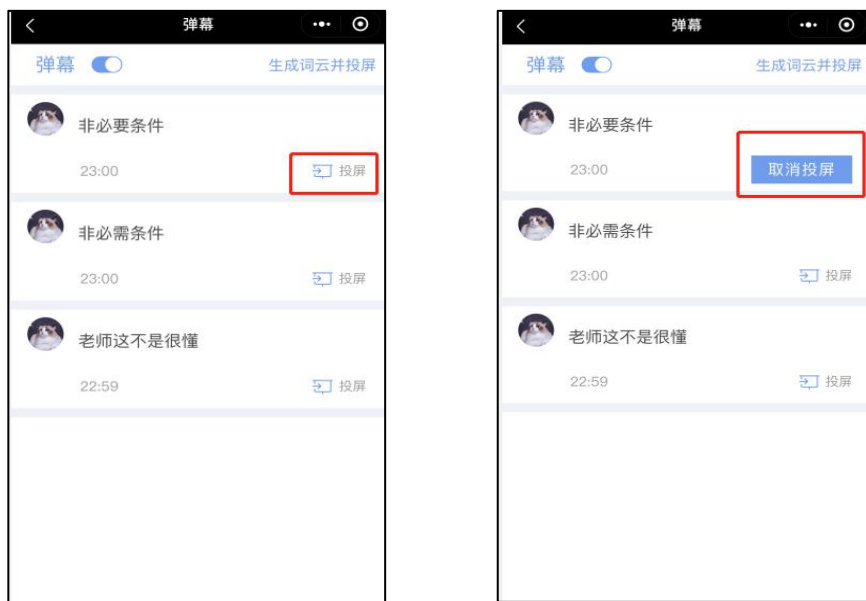 弹幕
弹幕 生成词云并投屏
非必要条件
23:00 投屏
非必需条件
23:00 投屏
老师这不是很懂
22:59 投屏
弹幕
弹幕 生成词云并投屏
非必要条件
23:00 取消投屏
非必需条件
23:00 投屏
老师这不是很懂
22:59 投屏